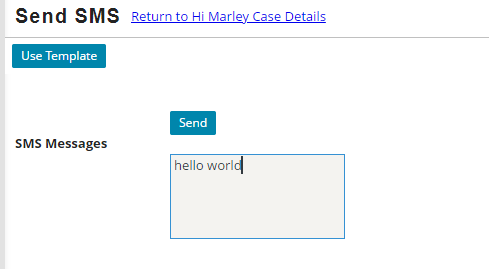 Send SMS Return to Hi Marley Case Details
Use Template
Send
SMS Messages
hello world